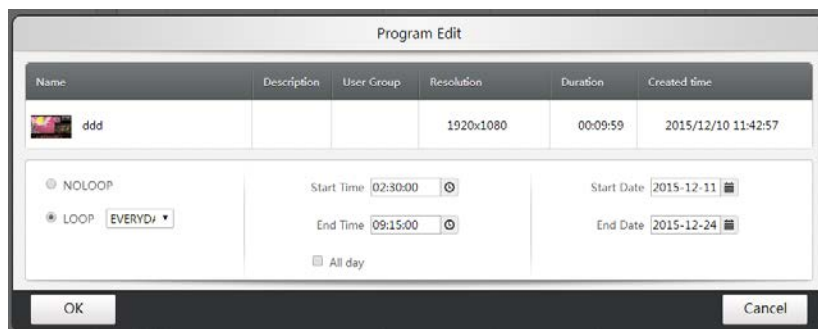 Program Edit
Name Description User Group Resolution Duration Created time
ddd 1920x1080 00:09:59 2015/12/10 11:42:57
NOLOOP Start Time 02:30:00 Start Date 2015-12-11
LOOP EVERYDA End Time 09:15:00 End Date 2015-12-24
All day
OK Cancel